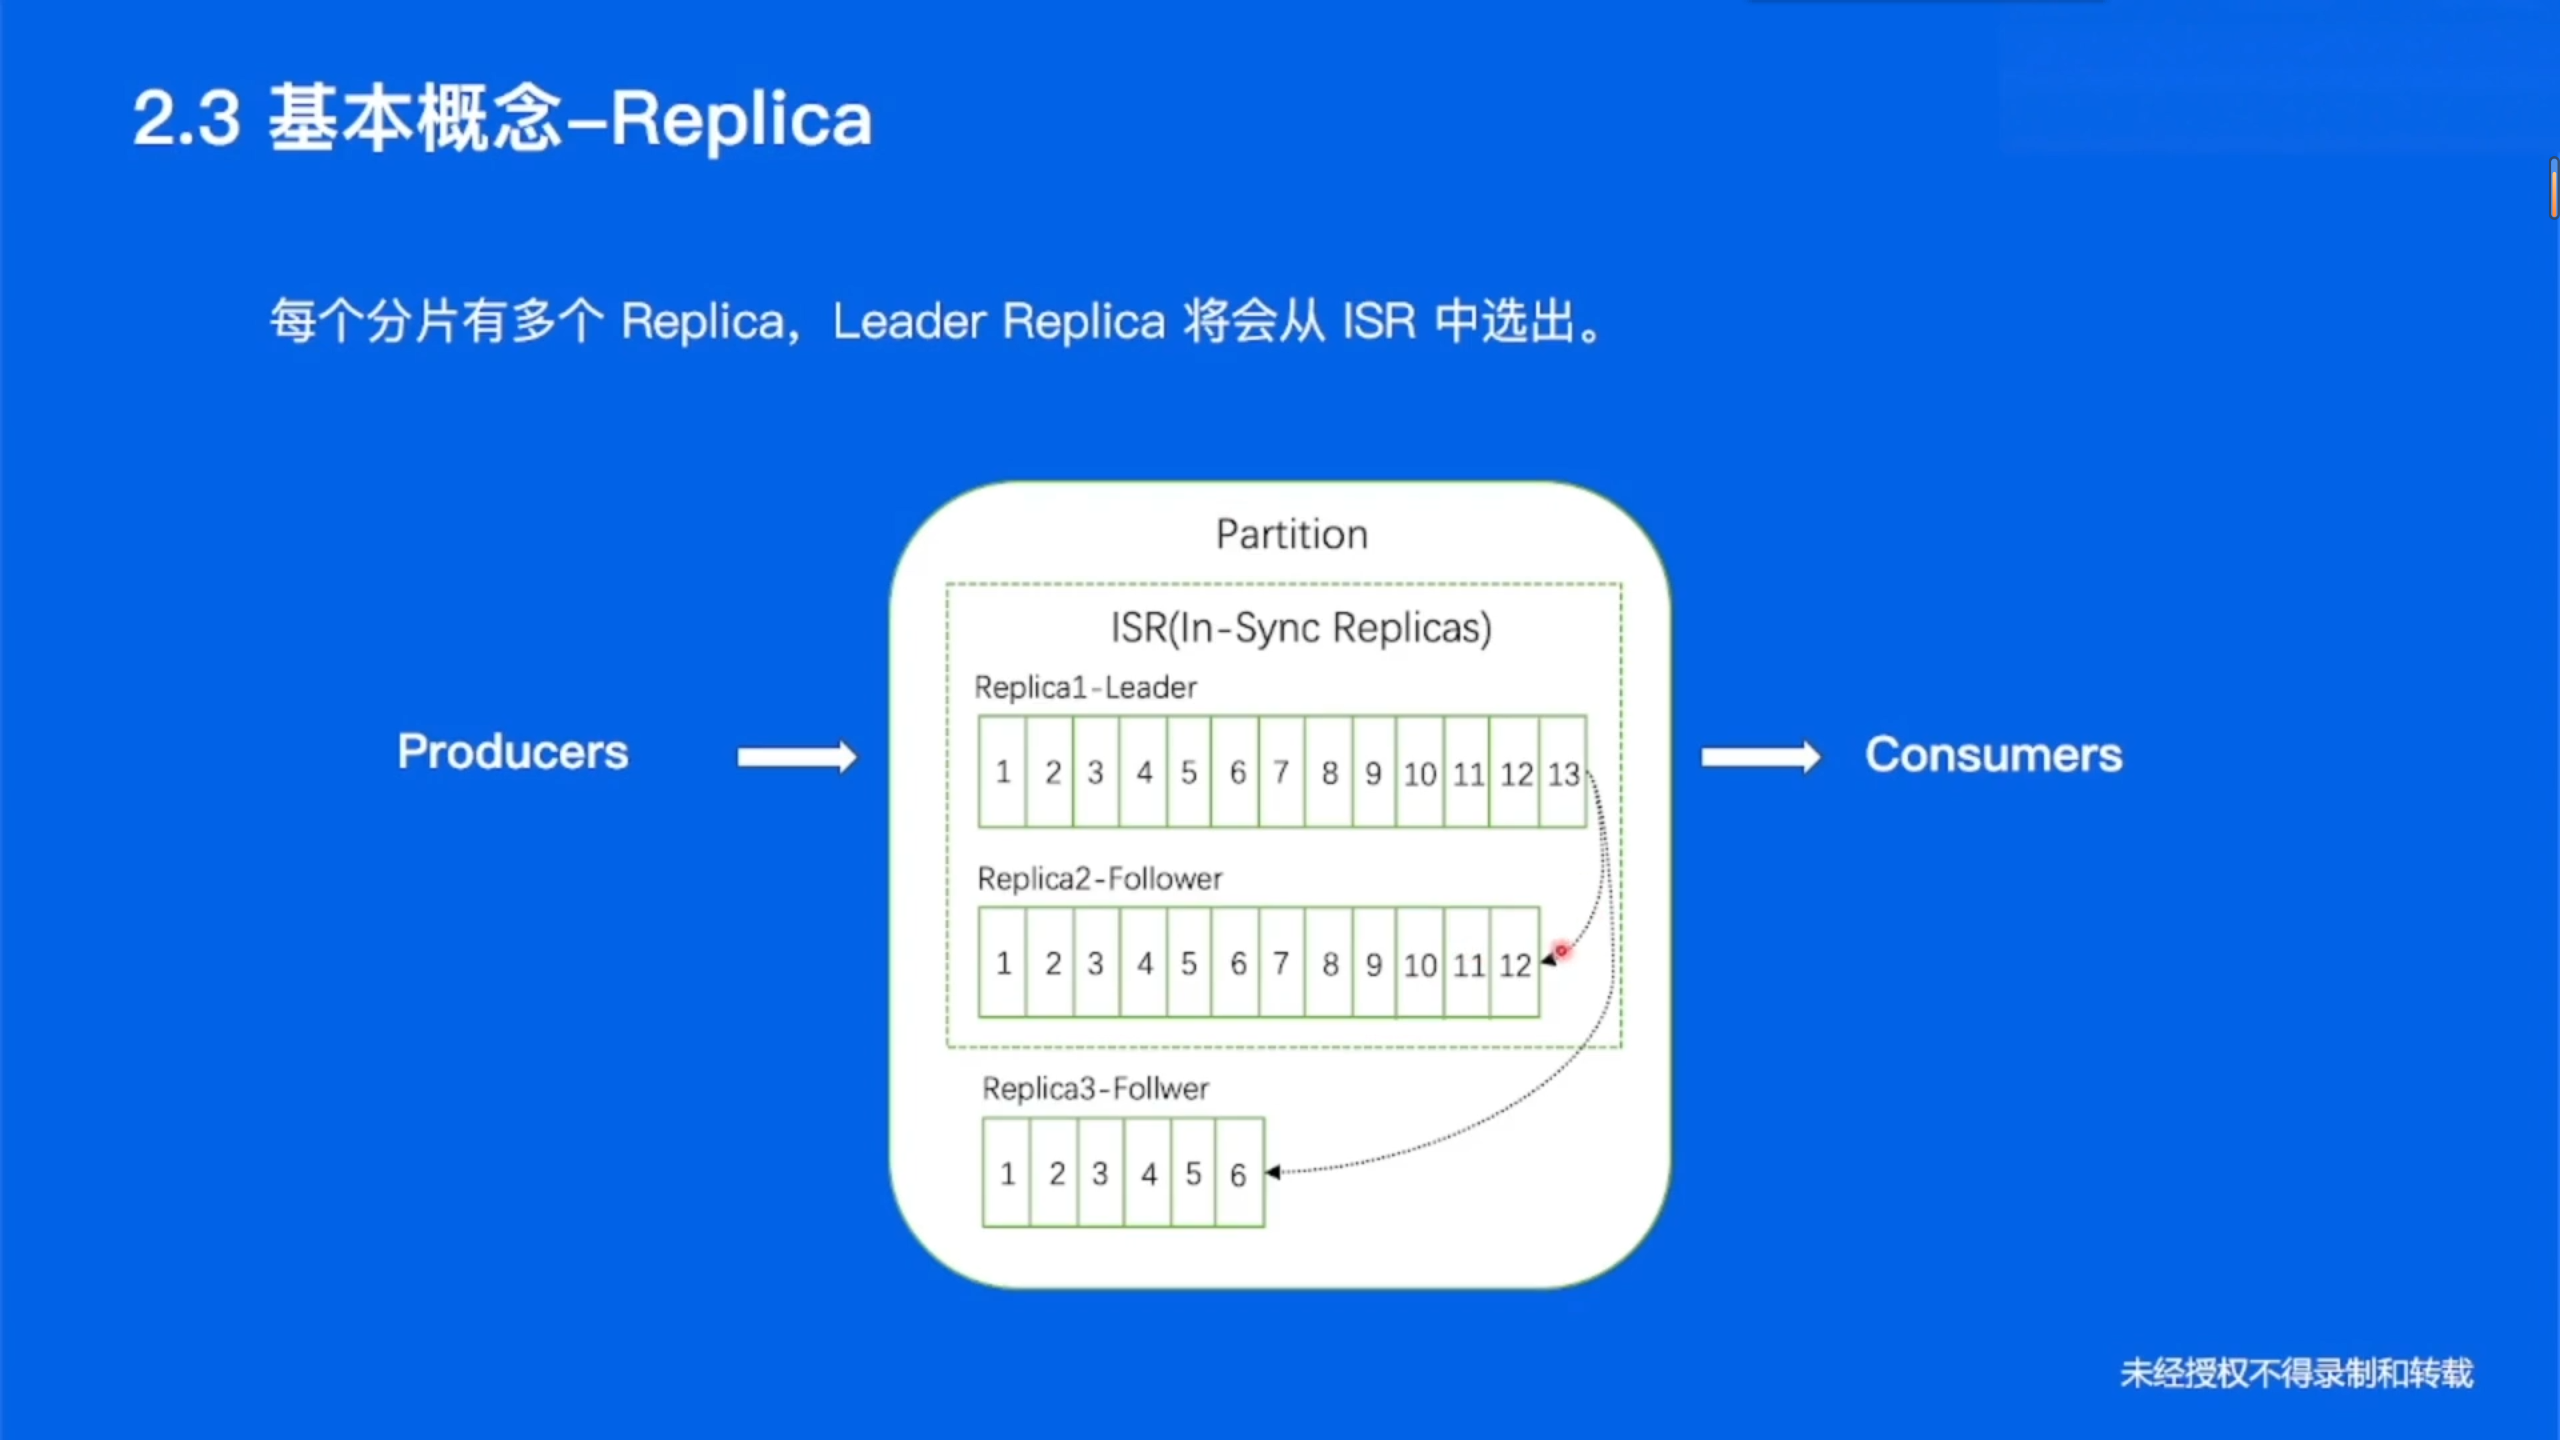 2.3 基本概念-Replica
每个分片有多个 Replica，Leader Replica 将会从 ISR 中选出。
Partition
ISR(In-Sync Replicas)
Replica1-Leader
1 2 3 4 5 6 7 8 9 10 11 12 13
Producers
Consumers
Replica2-Follower
1 2 3 4 5 6 7 8 9 10 11 12
Replica3-Follwer
1 2 3 4 5 6
未经授权不得录制和转载